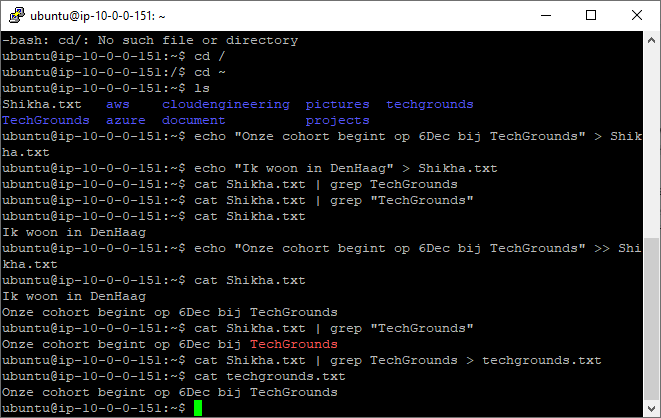 ubuntu@ip-10-0-0-151: ~
-bash: cd/: No such file or directory
ubuntu@ip-10-0-0-151:~$ cd /
ubuntu@ip-10-0-0-151:/$ cd ~
ubuntu@ip-10-0-0-151:~$ ls
Shikha.txt  aws    cloudengineering  pictures  techgrounds
TechGrounds  azure  document          projects
ubuntu@ip-10-0-0-151:~$ echo "Onze cohort begint op 6Dec bij TechGrounds" > Shik
ha.txt
ubuntu@ip-10-0-0-151:~$ echo "Ik woon in DenHaag" > Shikha.txt
ubuntu@ip-10-0-0-151:~$ cat Shikha.txt | grep TechGrounds
ubuntu@ip-10-0-0-151:~$ cat Shikha.txt | grep "TechGrounds"
ubuntu@ip-10-0-0-151:~$ cat Shikha.txt
Ik woon in DenHaag
ubuntu@ip-10-0-0-151:~$ echo "Onze cohort begint op 6Dec bij TechGrounds" >> Shi
kha.txt
ubuntu@ip-10-0-0-151:~$ cat Shikha.txt
Ik woon in DenHaag
Onze cohort begint op 6Dec bij TechGrounds
ubuntu@ip-10-0-0-151:~$ cat Shikha.txt | grep "TechGrounds"
Onze cohort begint op 6Dec bij TechGrounds
ubuntu@ip-10-0-0-151:~$ cat Shikha.txt | grep TechGrounds > techgrounds.txt
ubuntu@ip-10-0-0-151:~$ cat techgrounds.txt
Onze cohort begint op 6Dec bij TechGrounds
ubuntu@ip-10-0-0-151:~$